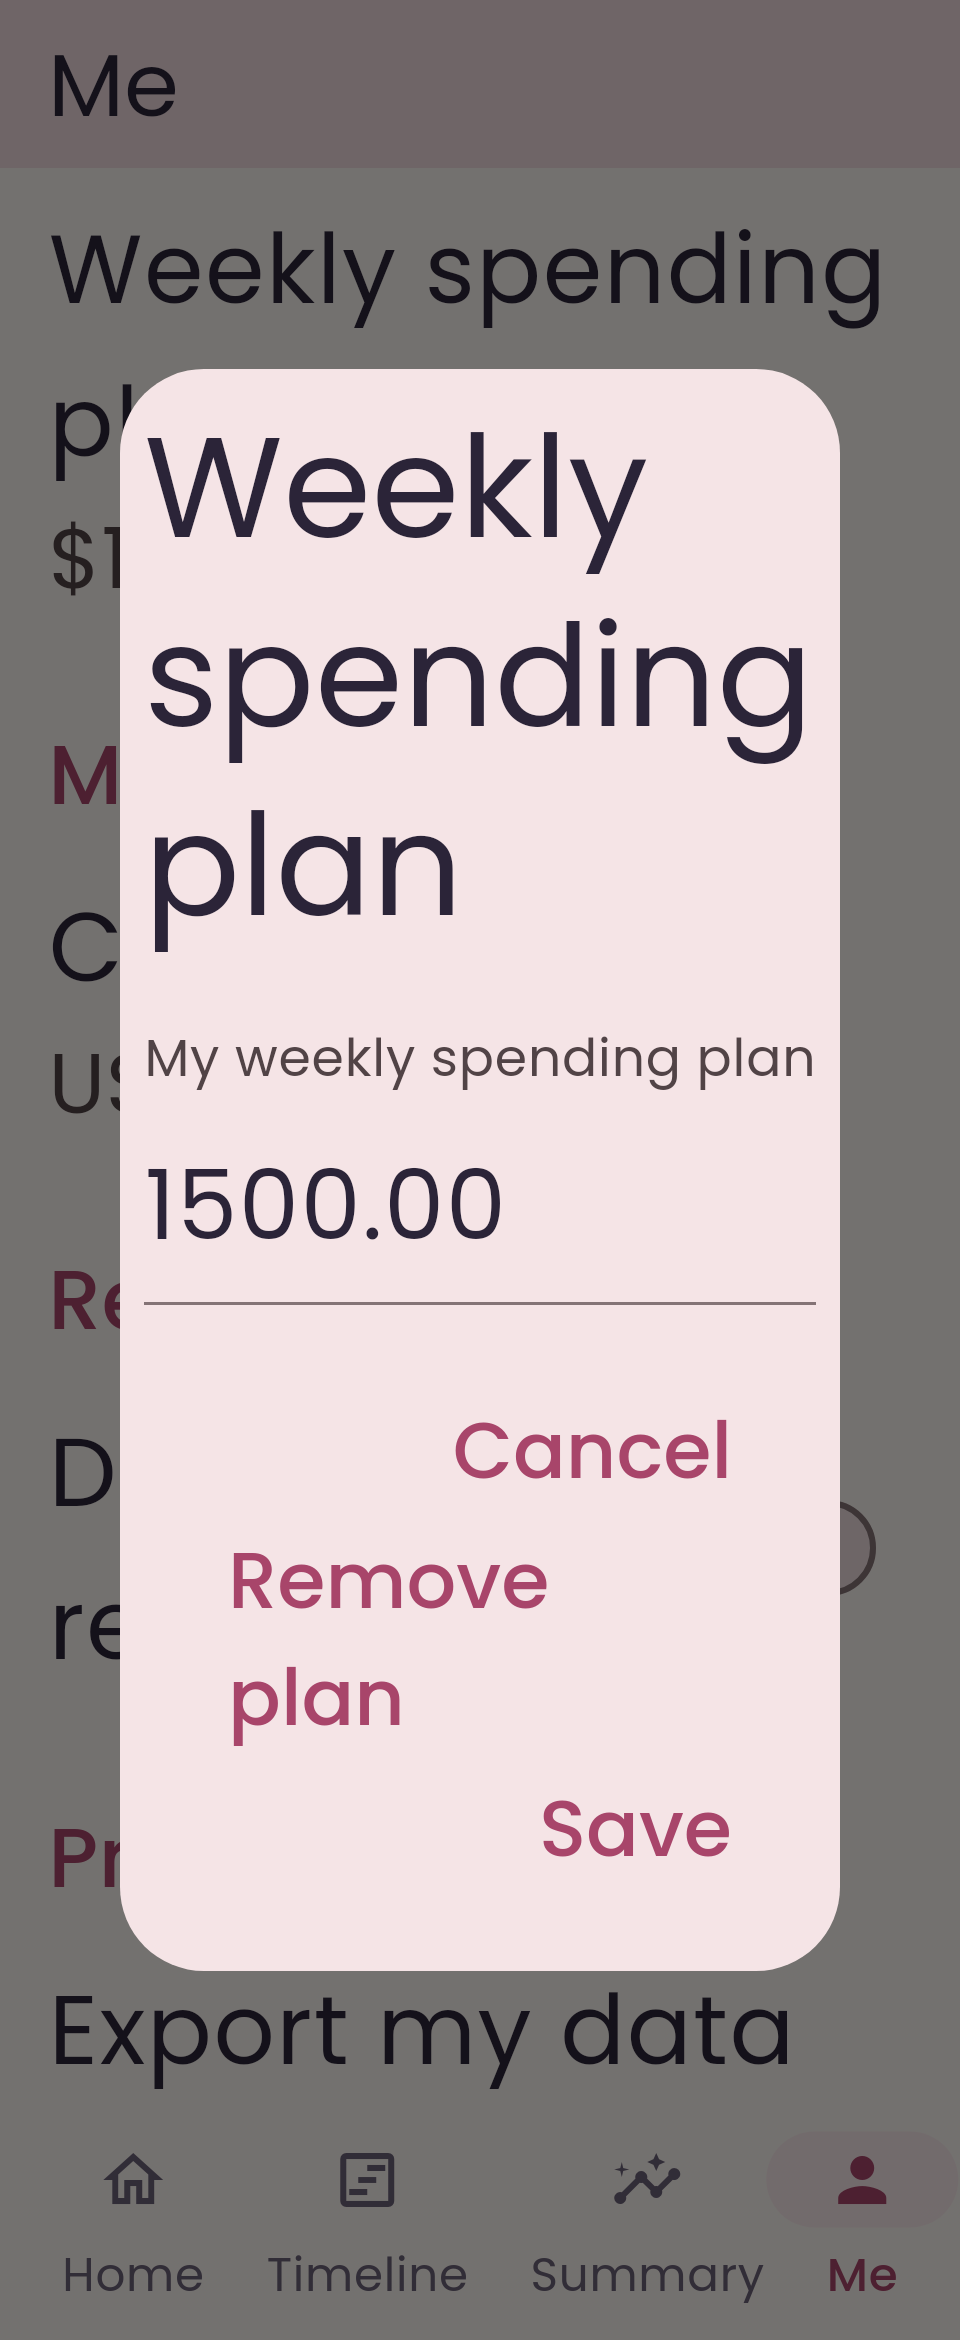 Me
Weekly spending
$1
Weekly
spending
plan
My weekly spending plan
1500.00
Cancel
Remove
plan
Save
Export my data
Home
Timeline
Summary
Me